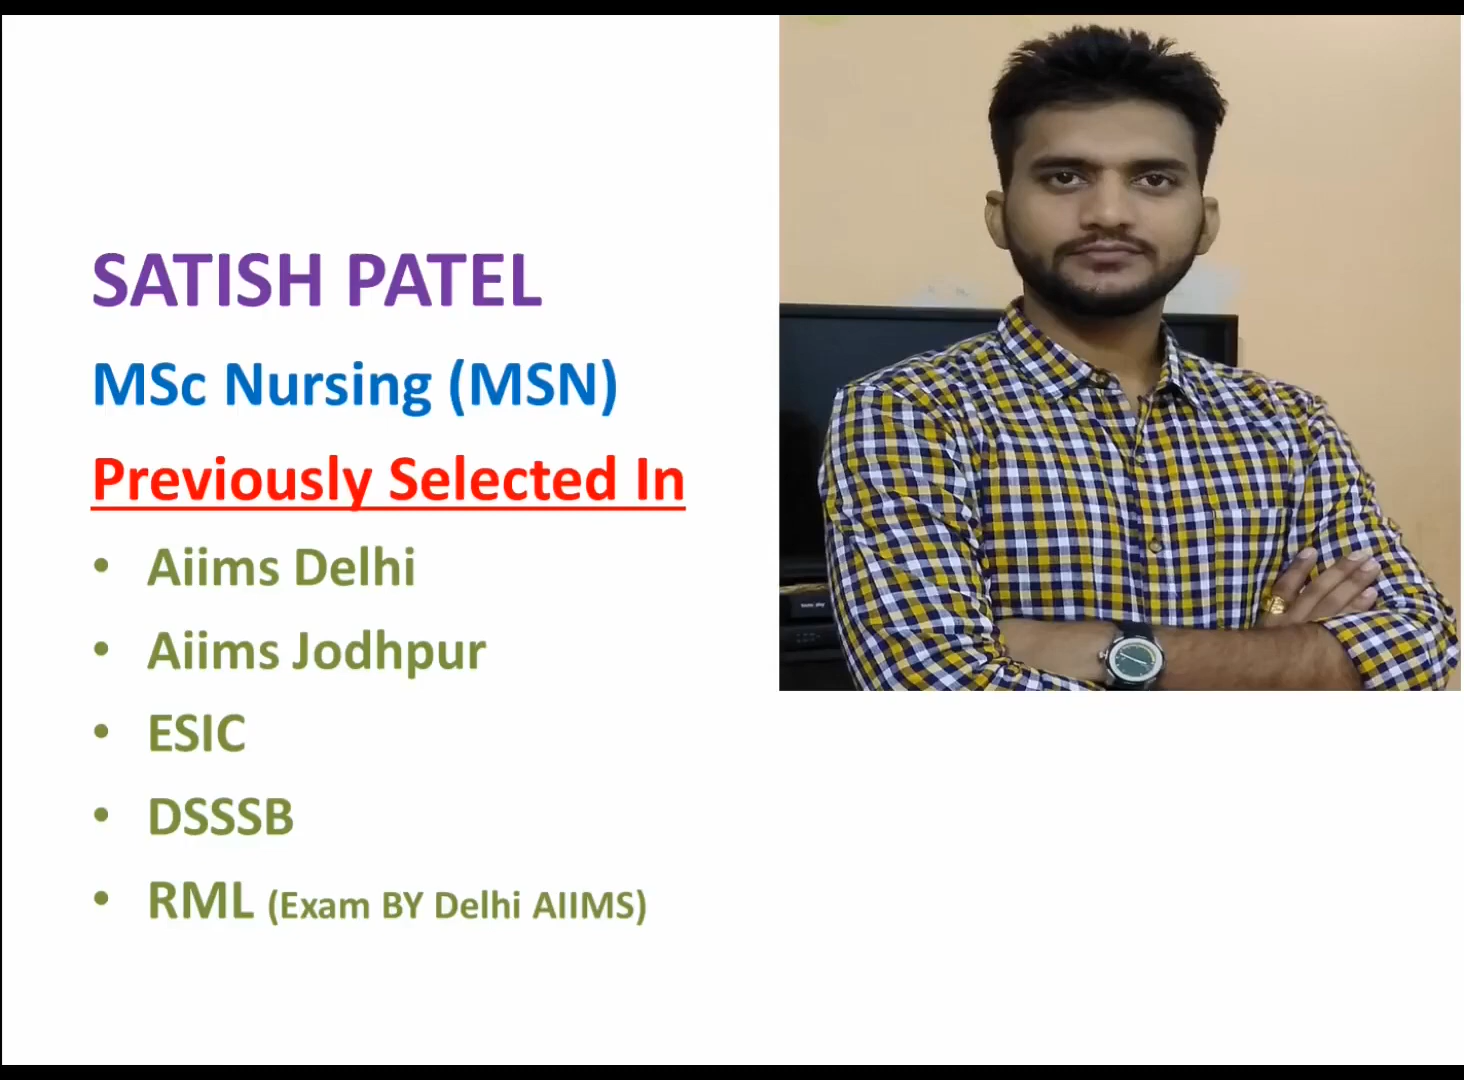 SATISH PATEL
MSc Nursing (MSN)
Previously Selected In
• Aiims Delhi
• Aiims Jodhpur
• ESIC
• DSSSB
• RML (Exam BY Delhi AIIMS)